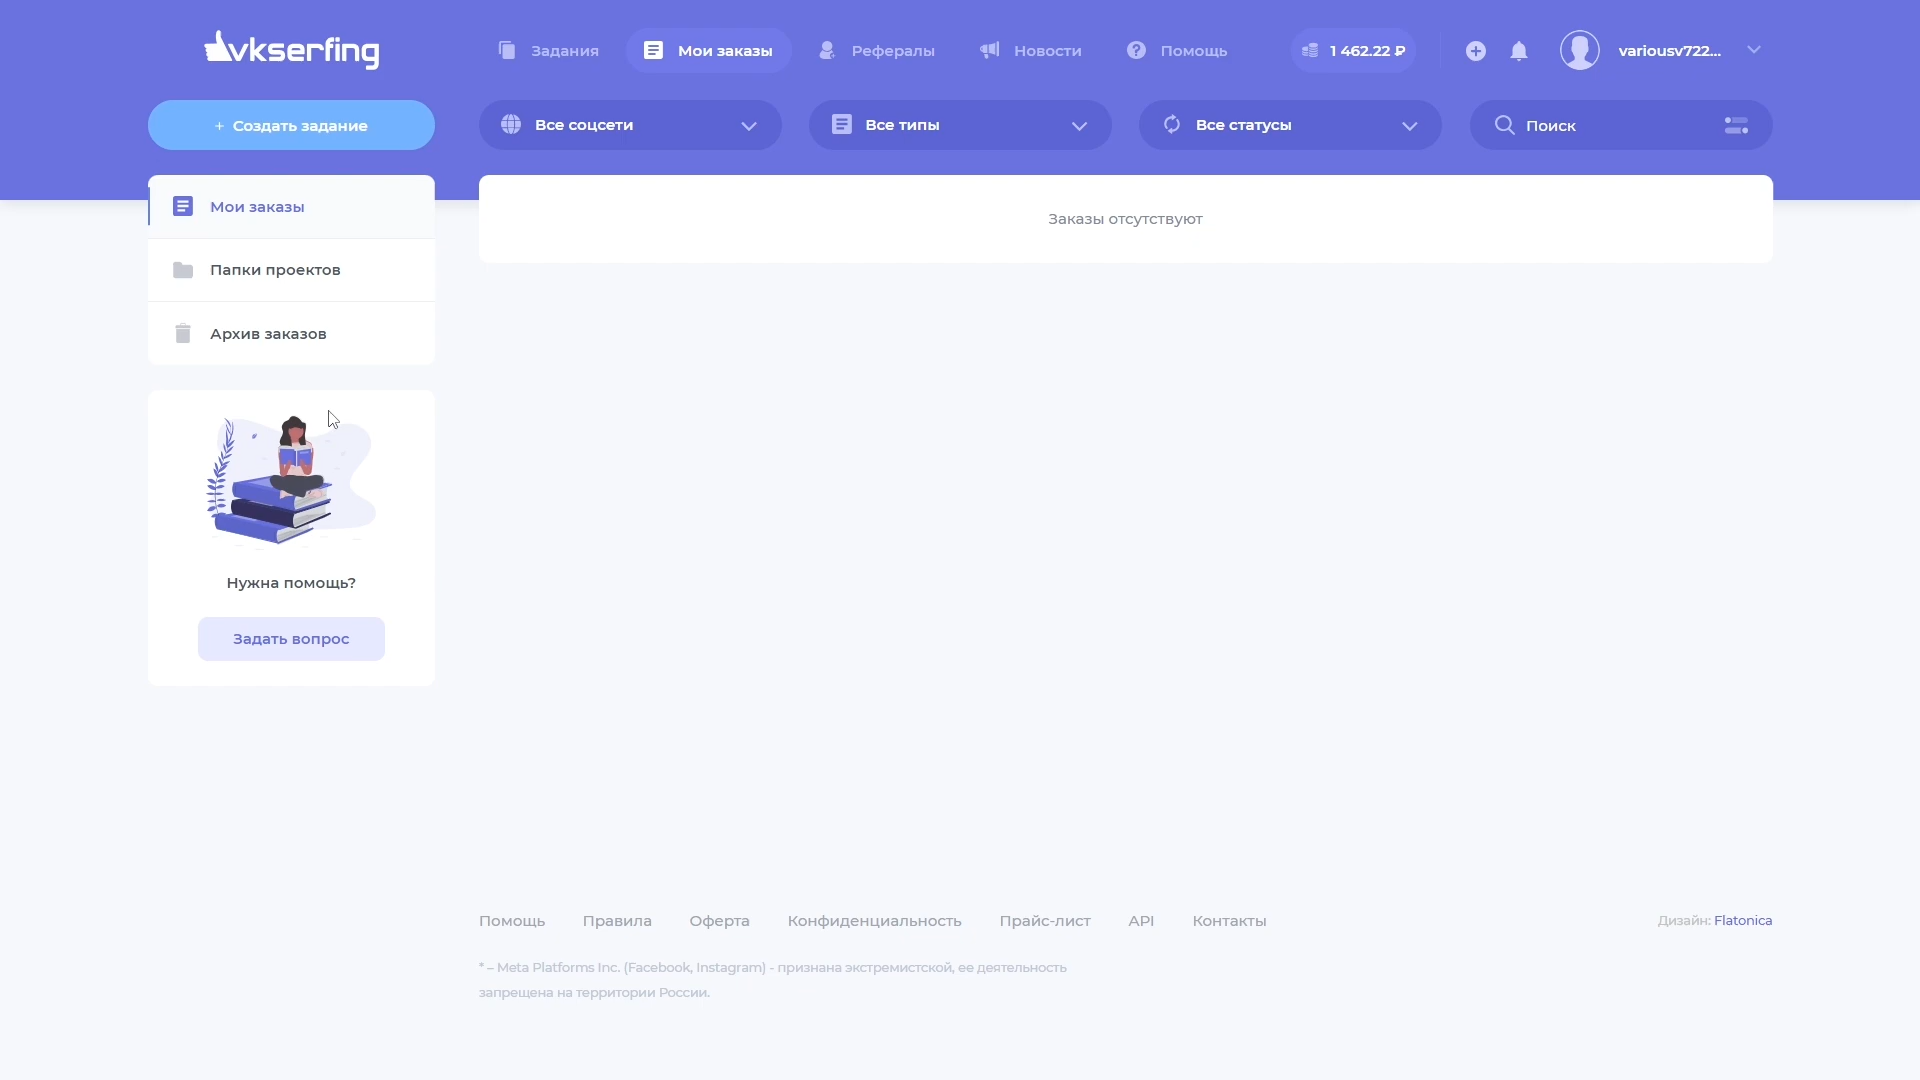 vkserfing
Задания
Мои заказы
Рефералы
Новости
Помощь
1 462.22 ₽
variousv722...
+ Создать задание
Все соцсети
Все типы
Все статусы
Поиск
Мои заказы
Папки проектов
Архив заказов
Заказы отсутствуют
Нужна помощь?
Задать вопрос
Помощь Правила Оферта Конфиденциальность Прайс-лист API Контакты
Дизайн: Flatonica
* – Meta Platforms Inc. (Facebook, Instagram) - признана экстремистской, ее деятельность
запрещена на территории России.